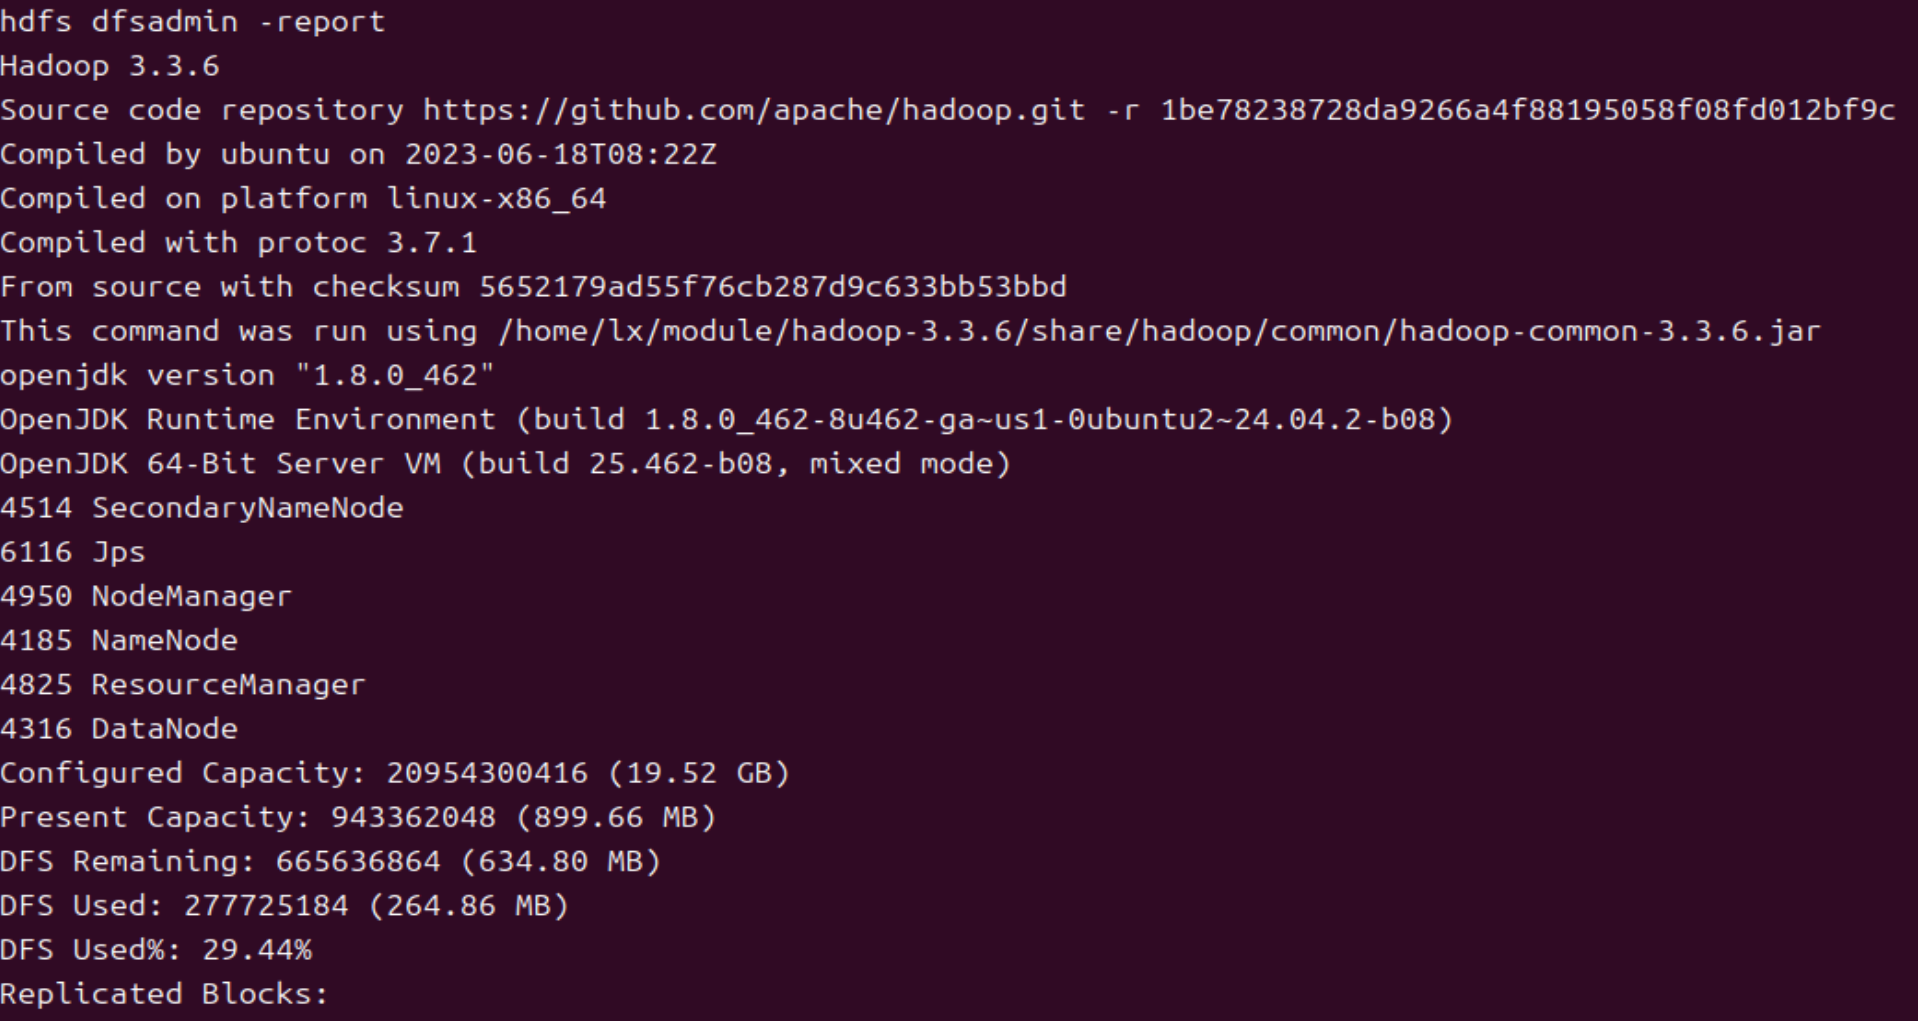 hdfs dfsadmin -report
Hadoop 3.3.6
Source code repository https://github.com/apache/hadoop.git -r 1be78238728da9266a4f88195058f08fd012bf9c
Compiled by ubuntu on 2023-06-18T08:22Z
Compiled on platform linux-x86_64
Compiled with protoc 3.7.1
From source with checksum 5652179ad55f76cb287d9c633bb53bbd
This command was run using /home/lx/module/hadoop-3.3.6/share/hadoop/common/hadoop-common-3.3.6.jar
openjdk version "1.8.0_462"
OpenJDK Runtime Environment (build 1.8.0_462-8u462-ga~us1-0ubuntu2~24.04.2-b08)
OpenJDK 64-Bit Server VM (build 25.462-b08, mixed mode)
4514 SecondaryNameNode
6116 Jps
4950 NodeManager
4185 NameNode
4825 ResourceManager
4316 DataNode
Configured Capacity: 20954300416 (19.52 GB)
Present Capacity: 943362048 (899.66 MB)
DFS Remaining: 665636864 (634.80 MB)
DFS Used: 277725184 (264.86 MB)
DFS Used%: 29.44%
Replicated Blocks: